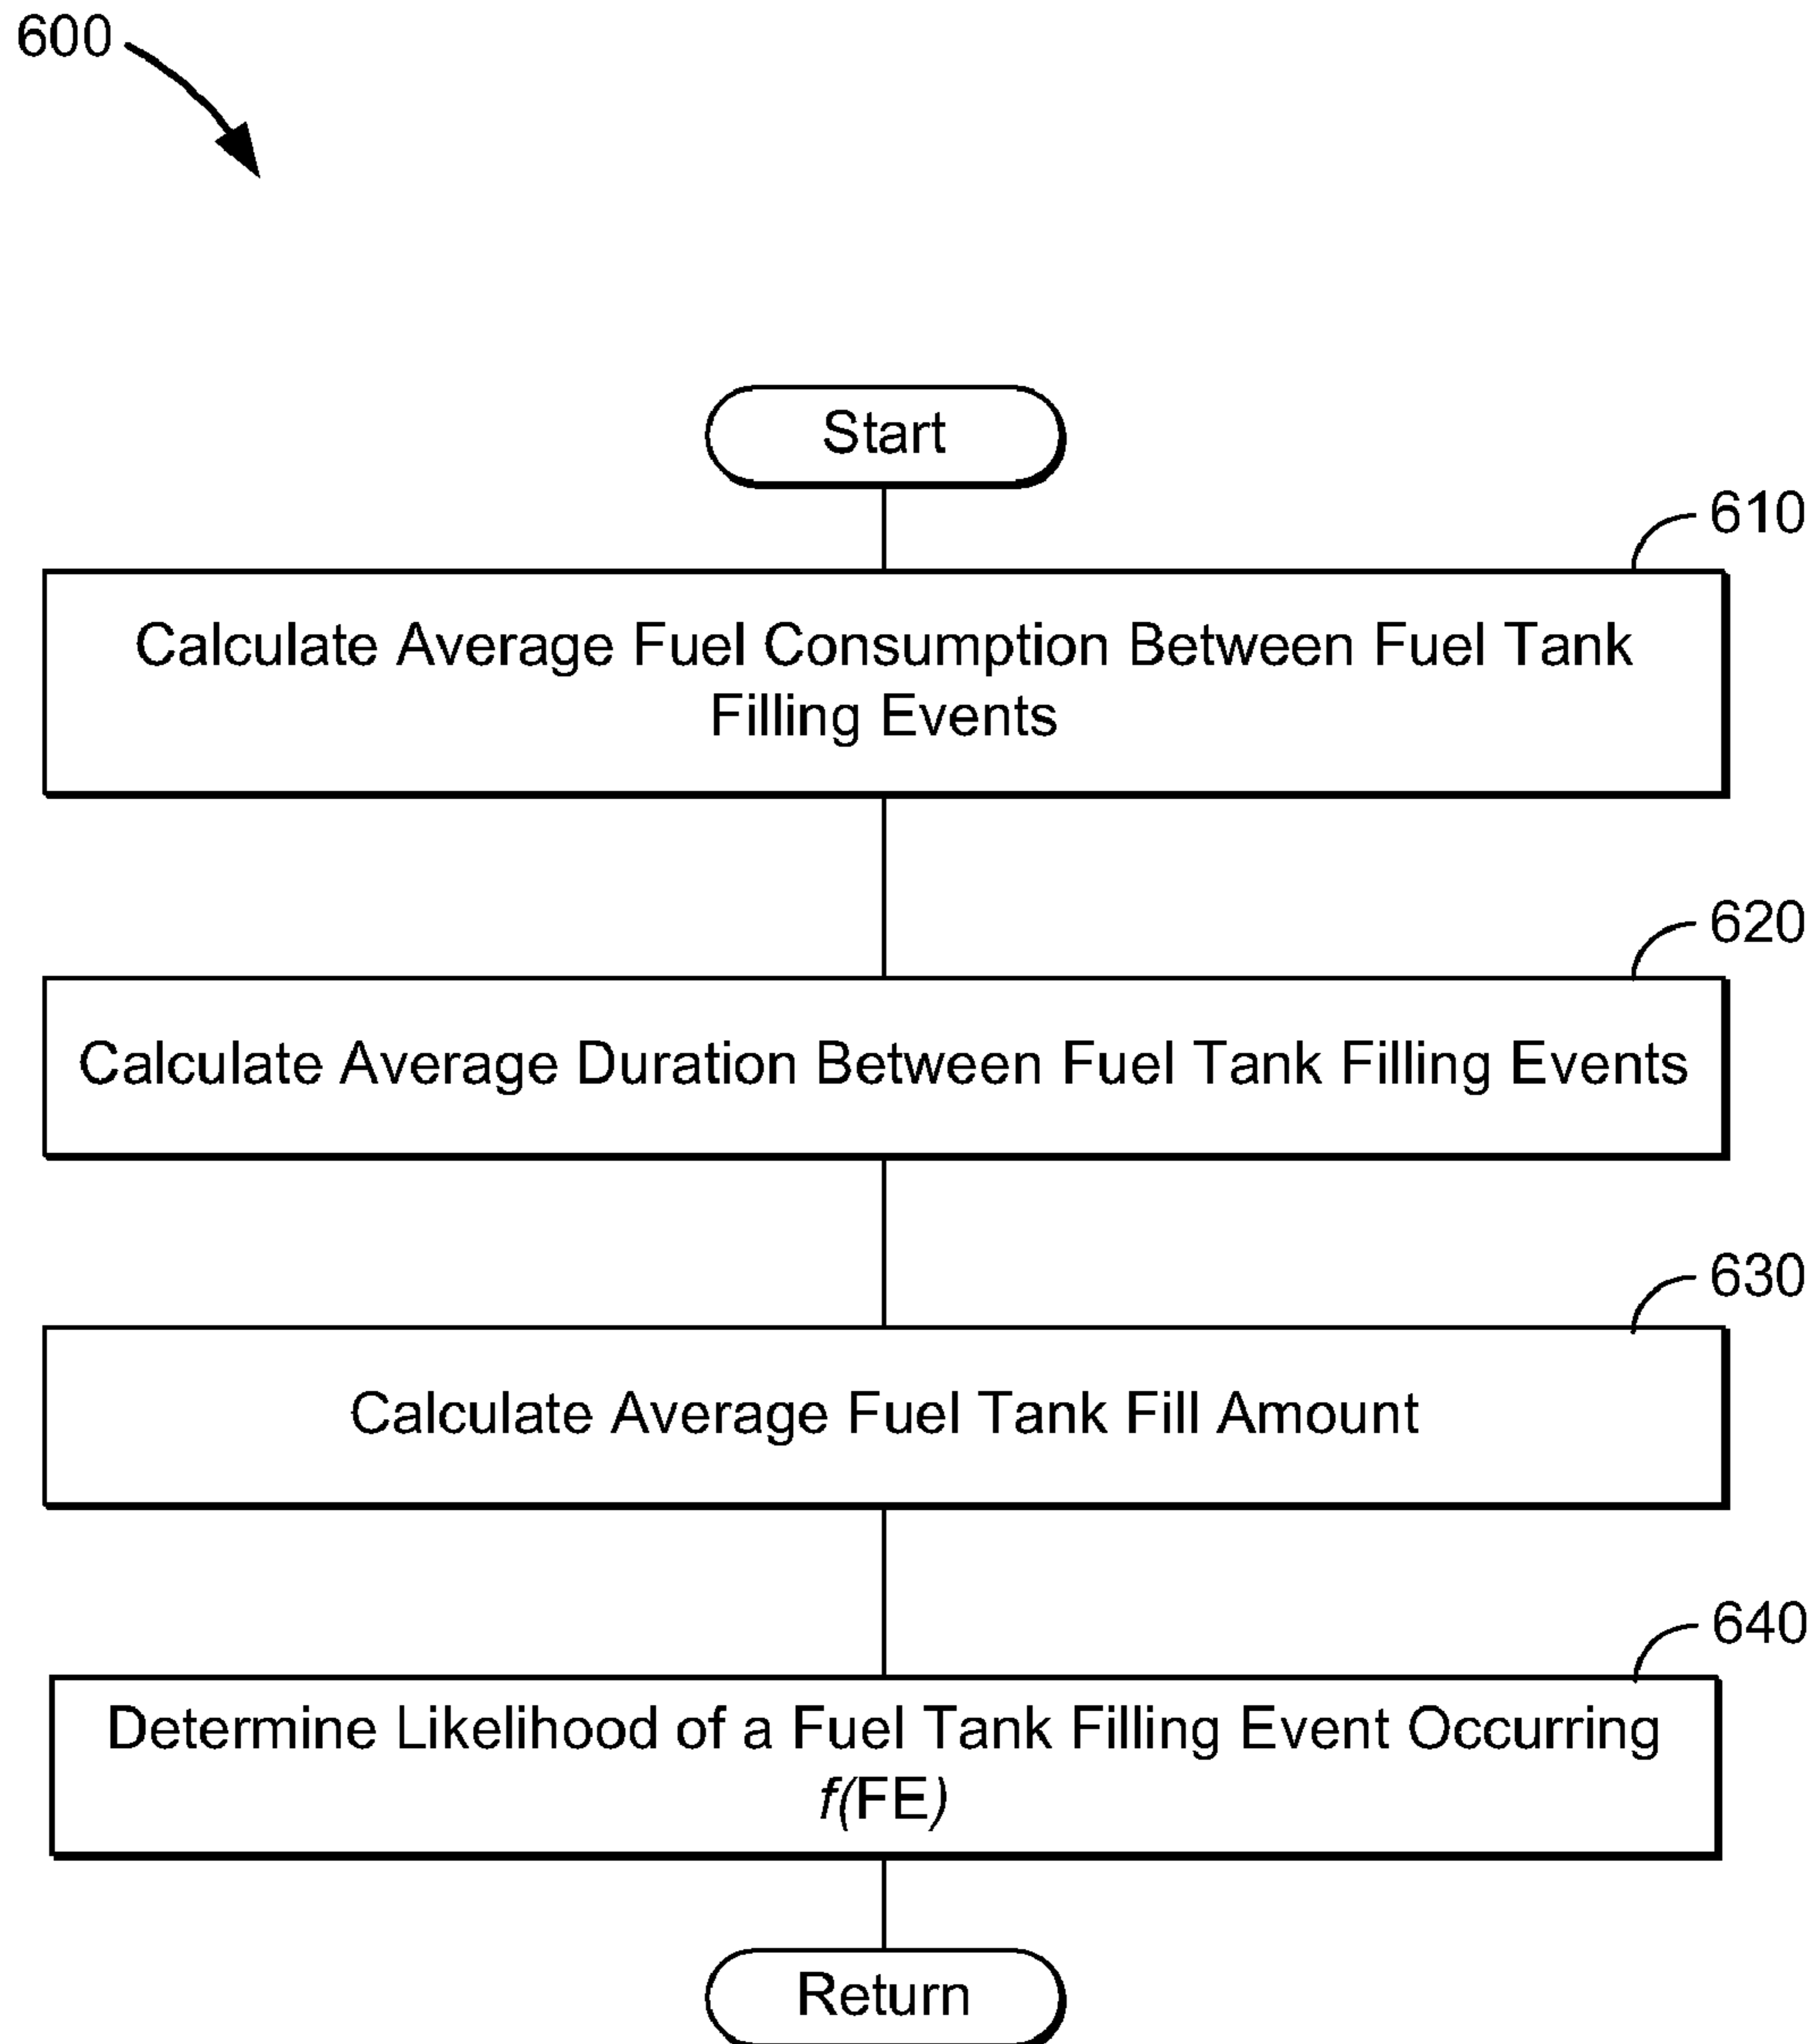 600
Start
610
Calculate Average Fuel Consumption Between Fuel Tank
Filling Events
620
Calculate Average Duration Between Fuel Tank Filling Events
630
Calculate Average Fuel Tank Fill Amount
640
Determine Likelihood of a Fuel Tank Filling Event Occurring
f(FE)
Return